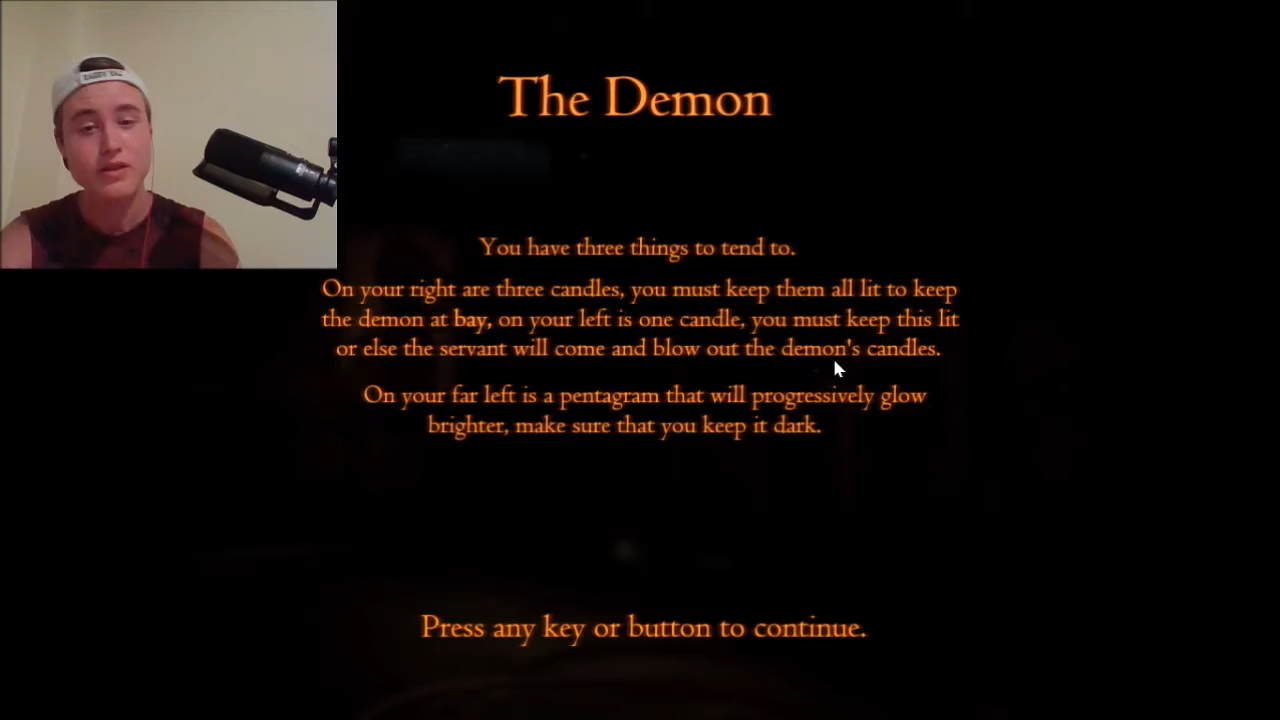 The Demon
You have three things to tend to.
On your right are three candles, you must keep them all lit to keep
the demon at bay, on your left is one candle, you must keep this lit
or else the servant will come and blow out the demon's candles.
On your far left is a pentagram that will progressively glow
brighter, make sure that you keep it dark.
Press any key or button to continue.